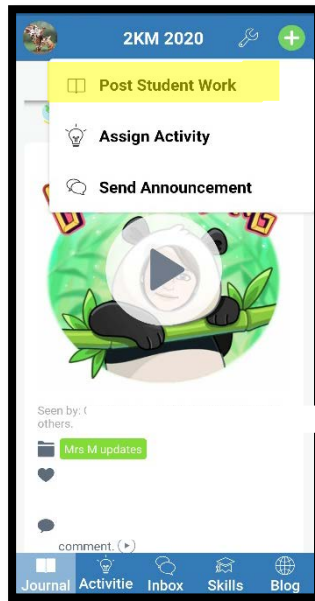 2KM 2020
Post Student Work
Assign Activity
Send Announcement
Seen by: (
others.
Mrs M updates
comment.
Journal Activitie Inbox Skills Blog